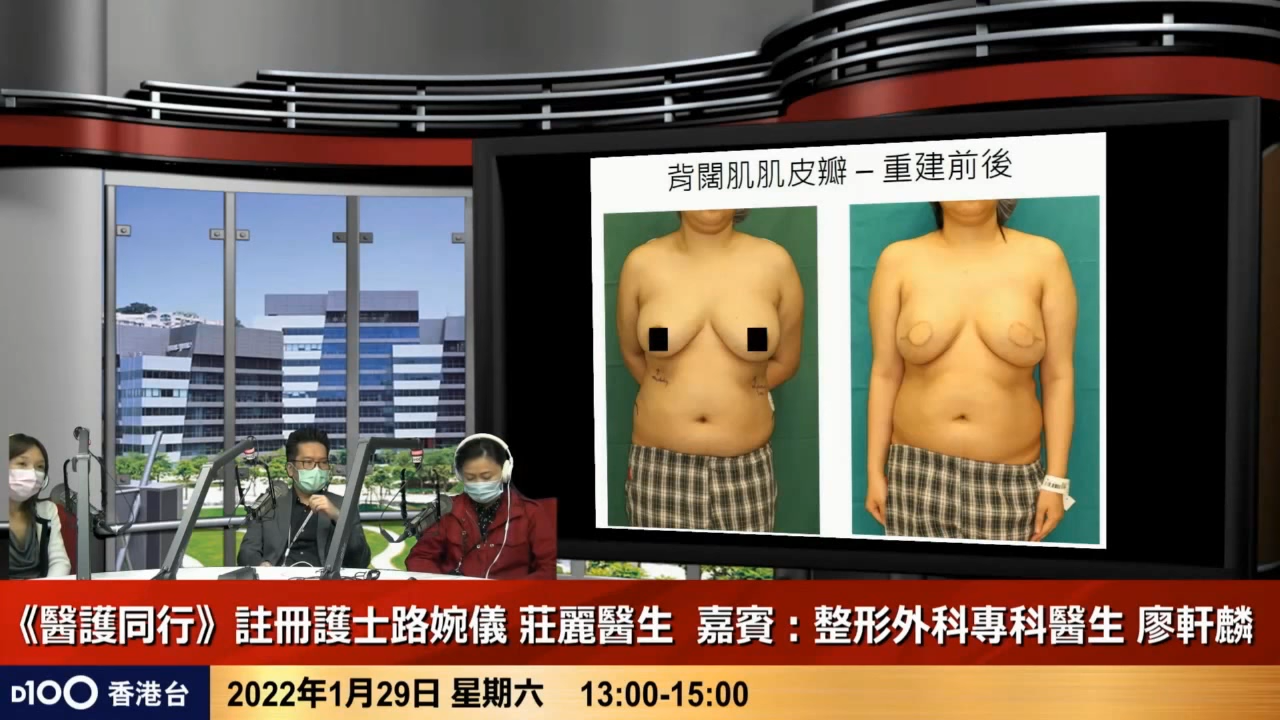 背闊肌肌皮瓣 – 重建前後
《醫護同行》 註冊護士路婉儀 莊麗醫生 嘉賓：整形外科專科醫生 廖軒麟
D100 香港台 2022年1月29日 星期六 13:00-15:00